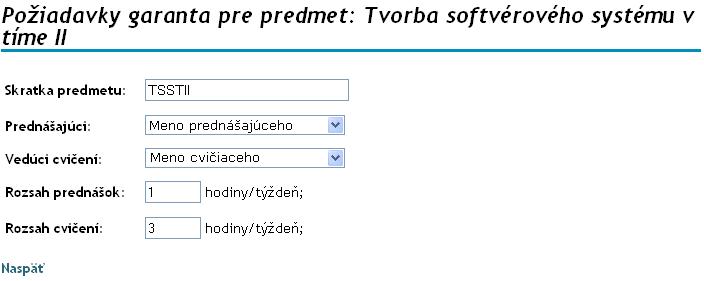 Požiadavky garanta pre predmet: Tvorba softvérového systému v
tíme II
Skratka predmetu: TSSTII
Prednášajúci: Meno prednášajúceho
Vedúci cvičení: Meno cvičiaceho
Rozsah prednášok: 1 hodiny/týždeň;
Rozsah cvičení: 3 hodiny/týždeň;
Naspäť